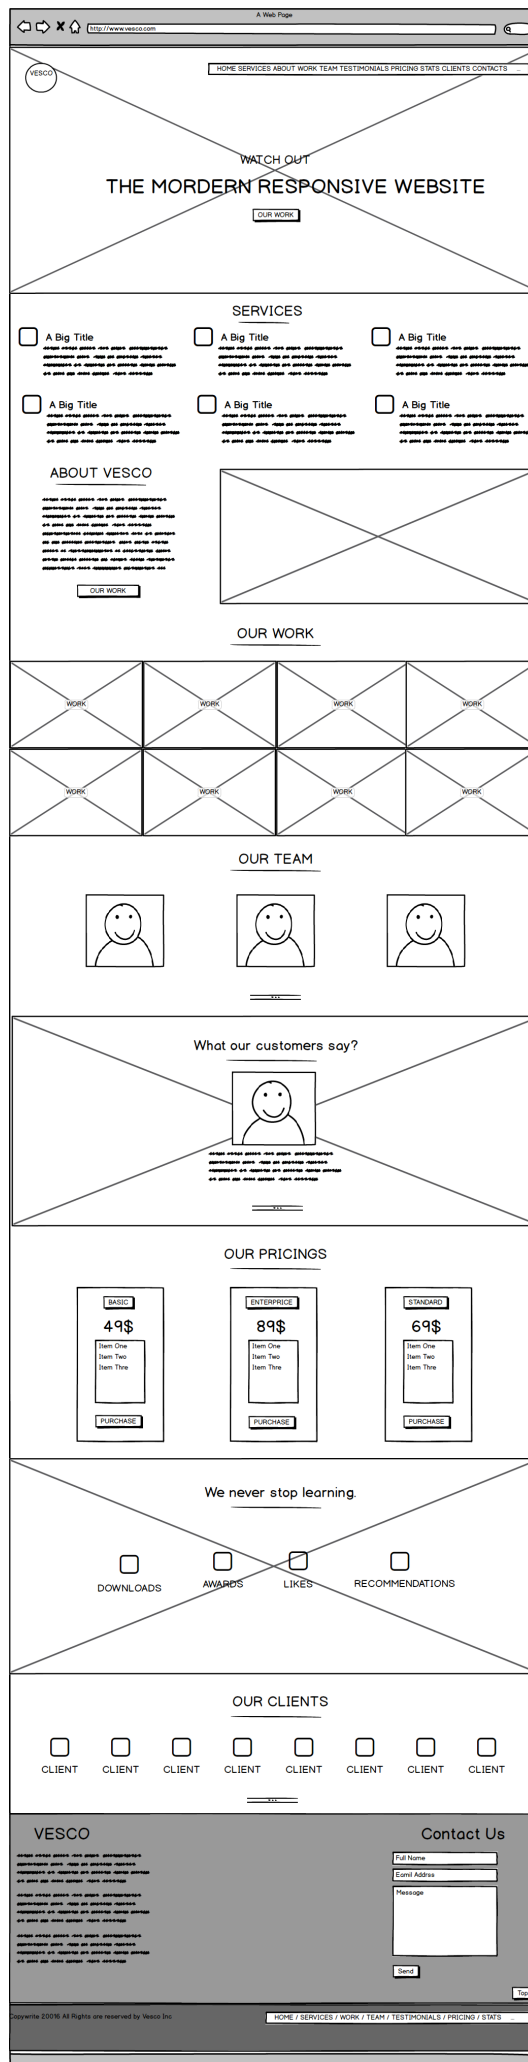 A Web Page
http://www.vesco.com
VESCO
HOME SERVICES ABOUT WORK TEAM TESTIMONIALS PRICING STATS CLIENTS CONTACTS ...
WATCH OUT
THE MORDERN RESPONSIVE WEBSITE
OUR WORK
SERVICES
A Big Title
A Big Title
A Big Title
A Big Title
A Big Title
A Big Title
ABOUT VESCO
OUR WORK
OUR WORK
WORK
WORK
WORK
WORK
WORK
WORK
WORK
WORK
OUR TEAM
What our customers say?
OUR PRICINGS
BASIC
49$
Item One
Item Two
Item Thre
PURCHASE
ENTERPRICE
89$
Item One
Item Two
Item Thre
PURCHASE
STANDARD
69$
Item One
Item Two
Item Thre
PURCHASE
We never stop learning.
DOWNLOADS
AWARDS
LIKES
RECOMMENDATIONS
OUR CLIENTS
CLIENT
CLIENT
CLIENT
CLIENT
CLIENT
CLIENT
CLIENT
CLIENT
VESCO
Contact Us
Full Name
Eamil Addres
Message
Send
Top
Copywrite 20016 All Rights are reserved by Vesco Inc
HOME / SERVICES / WORK / TEAM / TESTIMONIALS / PRICING / STATS ...